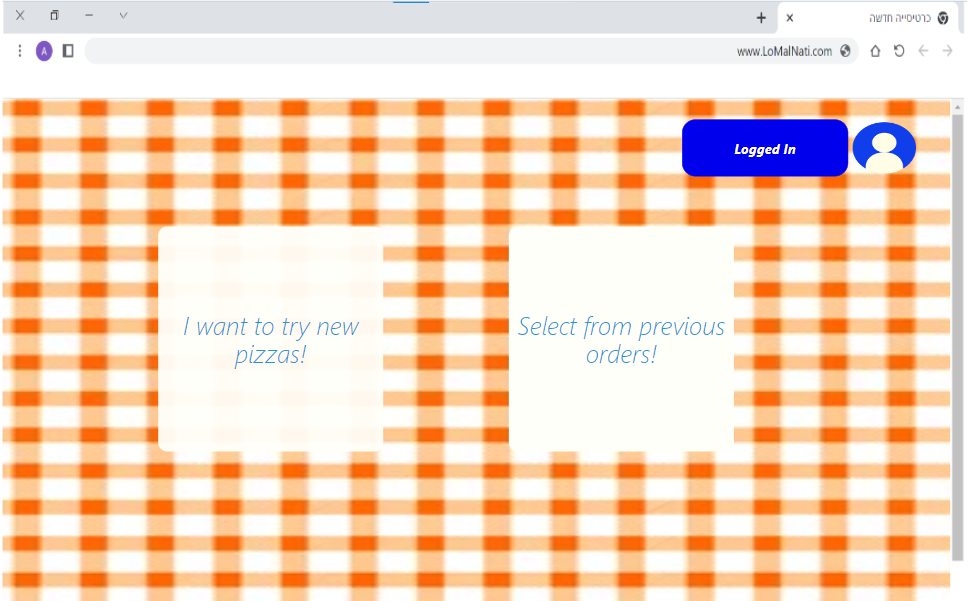 כרטיסייה חדשה
www.LoMalNati.com
A
Logged In
I want to try new
pizzas!
Select from previous
orders!